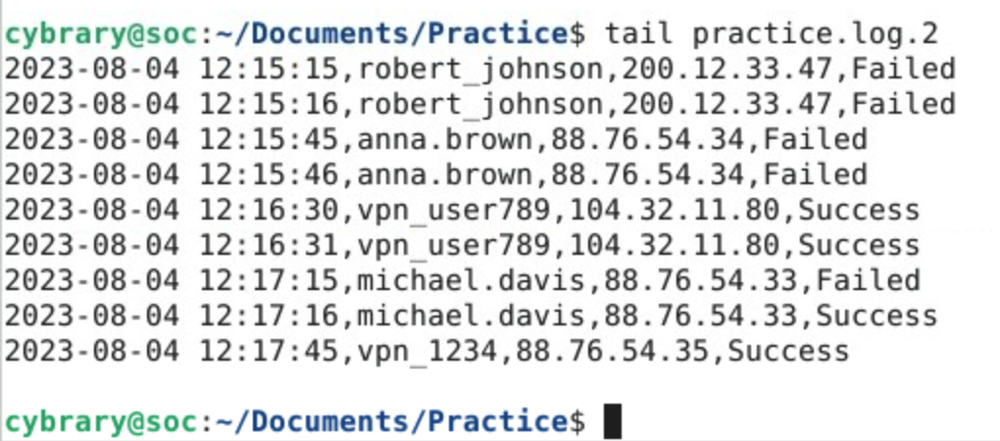 cybrary@soc:~/Documents/Practice$ tail practice.log.2
2023-08-04 12:15:15,robert_johnson,200.12.33.47,Failed
2023-08-04 12:15:16,robert_johnson,200.12.33.47,Failed
2023-08-04 12:15:45,anna.brown,88.76.54.34,Failed
2023-08-04 12:15:46,anna.brown,88.76.54.34,Failed
2023-08-04 12:16:30,vpn_user789,104.32.11.80,Success
2023-08-04 12:16:31,vpn_user789,104.32.11.80,Success
2023-08-04 12:17:15,michael.davis,88.76.54.33,Failed
2023-08-04 12:17:16,michael.davis,88.76.54.33,Success
2023-08-04 12:17:45,vpn_1234,88.76.54.35,Success
cybrary@soc:~/Documents/Practice$